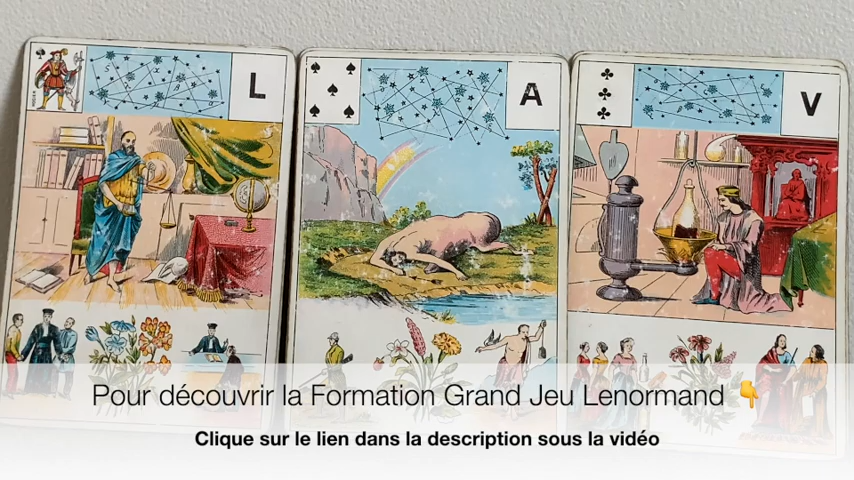 L
A
V
Pour découvrir la Formation Grand Jeu Lenormand 👇
Clique sur le lien dans la description sous la vidéo